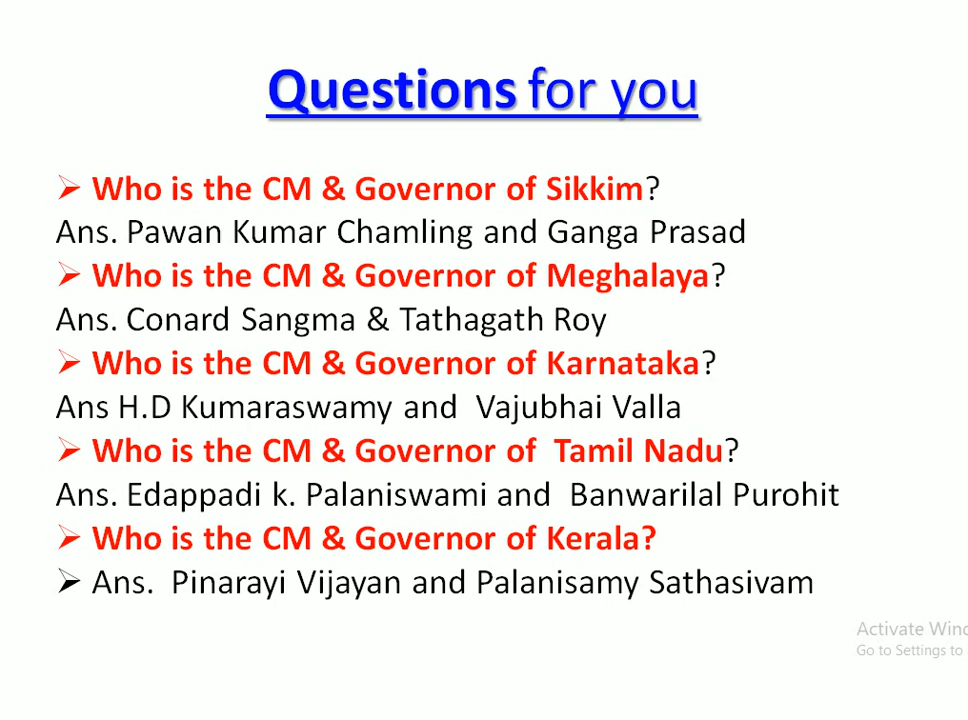 Questions for you
➢ Who is the CM & Governor of Sikkim?
Ans. Pawan Kumar Chamling and Ganga Prasad
➢ Who is the CM & Governor of Meghalaya?
Ans. Conard Sangma & Tathagath Roy
➢ Who is the CM & Governor of Karnataka?
Ans H.D Kumaraswamy and  Vajubhai Valla
➢ Who is the CM & Governor of  Tamil Nadu?
Ans. Edappadi k. Palaniswami and  Banwarilal Purohit
➢ Who is the CM & Governor of Kerala?
➢ Ans.  Pinarayi Vijayan and Palanisamy Sathasivam
Activate Wind
Go to Settings to